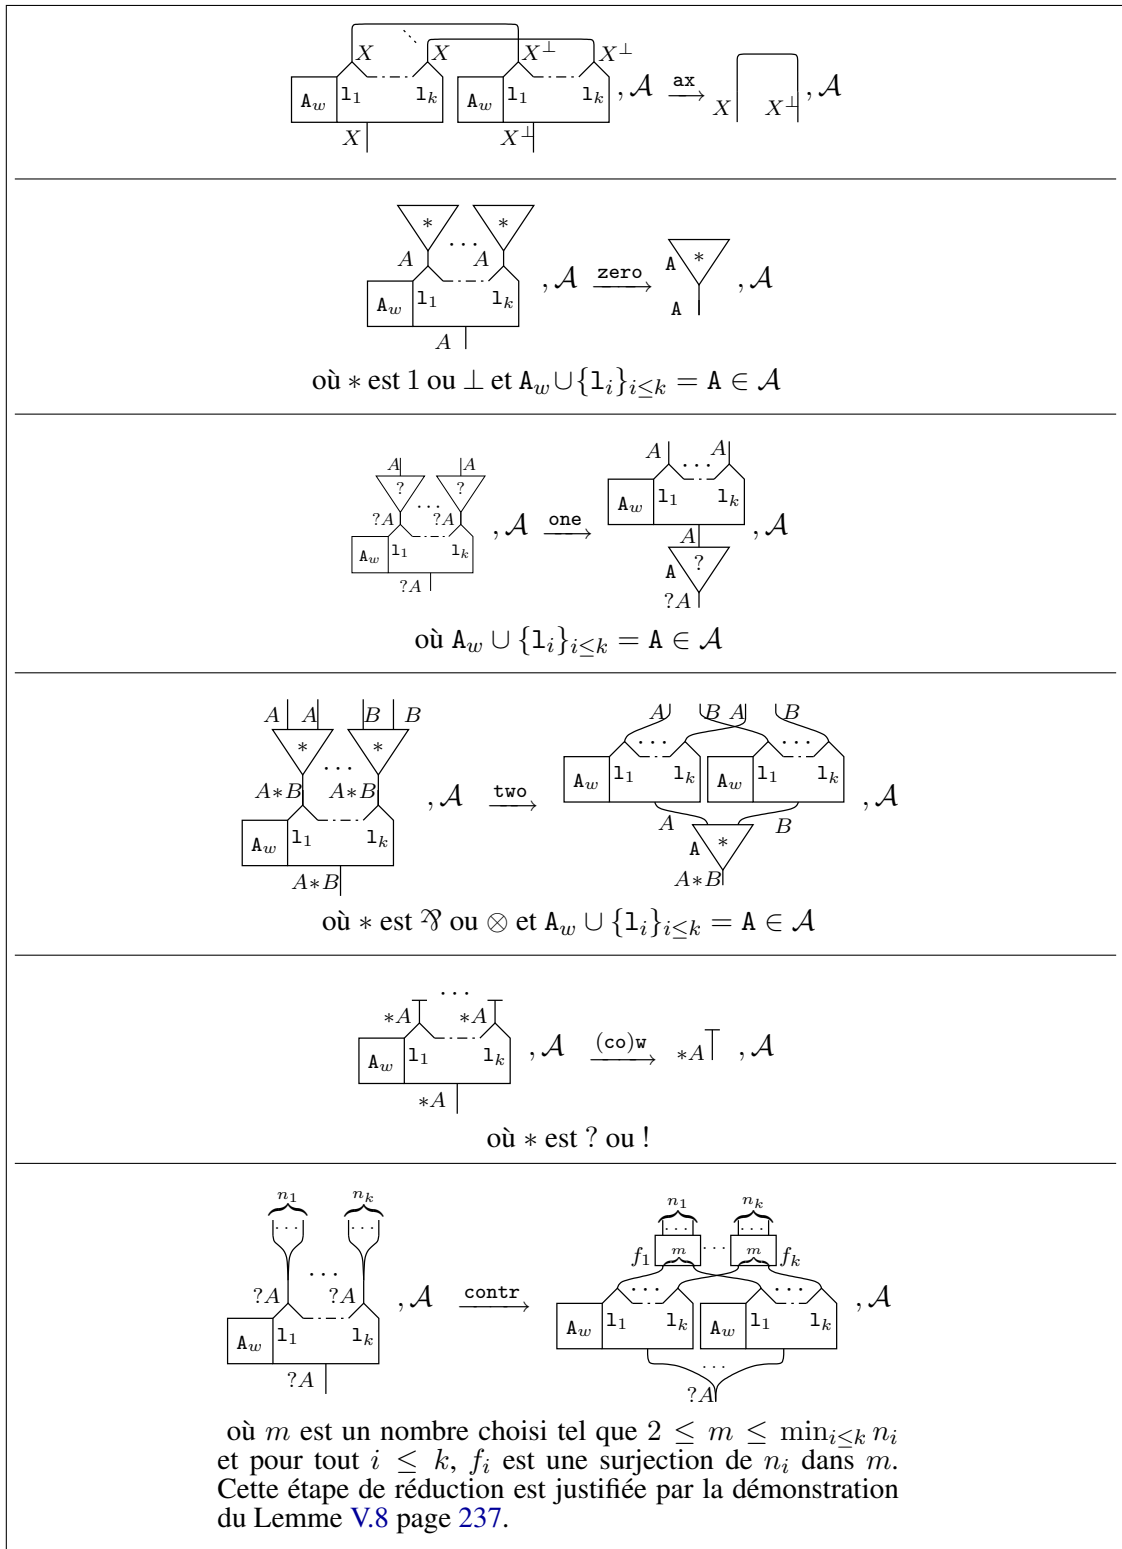 X X X⊥ X⊥
A_w l_1 l_k A_w l_1 l_k , 𝒜 ax X X⊥ , 𝒜
X X⊥
* ... *
A A
A_w l_1 l_k , 𝒜 zero A * , 𝒜
A A
où * est 1 ou ⊥ et A_w ∪ {l_i}_{i≤k} = A ∈ 𝒜
A A A ... A
? ... ? A_w l_1 l_k
?A ?A , 𝒜 one A , 𝒜
A_w l_1 l_k A ?
?A ?A
où A_w ∪ {l_i}_{i≤k} = A ∈ 𝒜
A A B B A B A B
* ... * ... ...
A∗B A∗B , 𝒜 two A_w l_1 l_k A_w l_1 l_k , 𝒜
A_w l_1 l_k A B
A∗B A * A∗B
où * est ⅋ ou ⊗ et A_w ∪ {l_i}_{i≤k} = A ∈ 𝒜
...
∗A ∗A
A_w l_1 l_k , 𝒜 (co)w ∗A , 𝒜
∗A
où * est ? ou !
n_1 n_k n_1 n_k
... ... ... ...
... f_1 m ... m f_k
?A ?A , 𝒜 contr ... ... , 𝒜
A_w l_1 l_k A_w l_1 l_k A_w l_1 l_k
?A ... ?A
où m est un nombre choisi tel que 2 ≤ m ≤ min_{i≤k} n_i
et pour tout i ≤ k, f_i est une surjection de n_i dans m.
Cette étape de réduction est justifiée par la démonstration
du Lemme V.8 page 237.